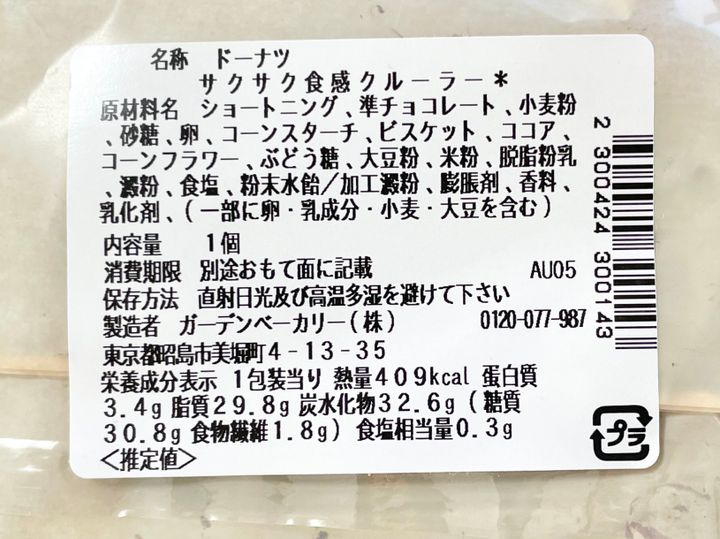 名称 ドーナツ
サクサク食感クルーラー*
原材料名 ショートニング、準チョコレート、小麦粉
、砂糖、卵、コーンスターチ、ビスケット、ココア、
コーンフラワー、ぶどう糖、大豆粉、米粉、脱脂粉乳
、澱粉、食塩、粉末水飴/加工澱粉、膨脹剤、香料、
乳化剤、(一部に卵・乳成分・小麦・大豆を含む)
内容量 1個
消費期限 別途おもて面に記載 AU05
保存方法 直射日光及び高温多湿を避けて下さい
製造者 ガーデンベーカリー(株) 0120-077-987
東京都昭島市美堀町4-13-35
栄養成分表示 1包装当り 熱量409kcal 蛋白質
3.4g 脂質29.8g 炭水化物32.6g (糖質
30.8g 食物繊維1.8g) 食塩相当量0.3g
<推定値>
2 300424 300143
プラ